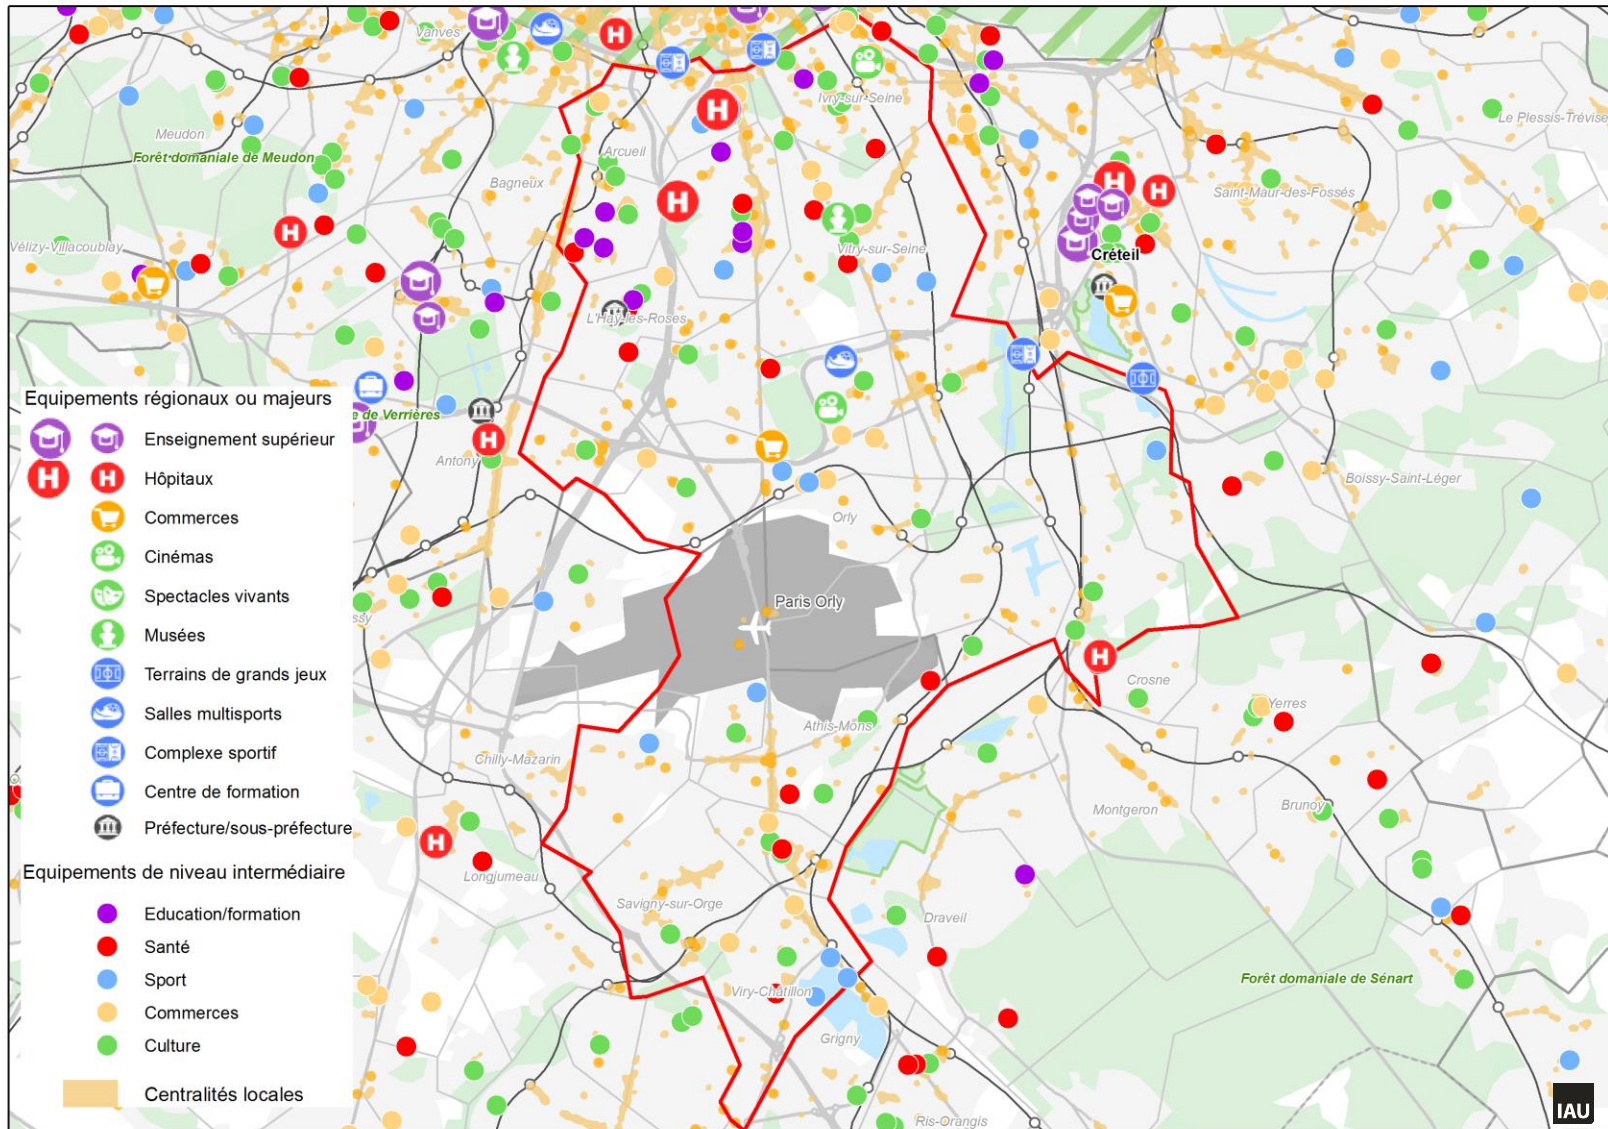 Vanves
Ivry-sur-Seine
Le Plessis-Trévise
Meudon
Forêt domaniale de Meudon
Arcueil
Bagneux
Saint-Maur-des-Fossés
Vélizy-Villacoublay
Vitry-sur-Seine
Créteil
L'Haÿ-les-Roses
Equipements régionaux ou majeurs
e de Verrières
Enseignement supérieur
Antony
Hôpitaux
Boissy-Saint-Léger
Commerces
Orly
Cinémas
Spectacles vivants
Paris Orly
ssy
Musées
Terrains de grands jeux
Crosne
Salles multisports
Yerres
Athis-Mons
Complexe sportif
Chilly-Mazarin
Centre de formation
Montgeron
Brunoy
Préfecture/sous-préfecture
Equipements de niveau intermédiaire
Longjumeau
Education/formation
Savigny-sur-Orge
Draveil
Santé
Sport
Forêt domaniale de Sénart
Viry-Chatillon
Commerces
Grigny
Culture
Centralités locales
Ris-Orangis
IAU